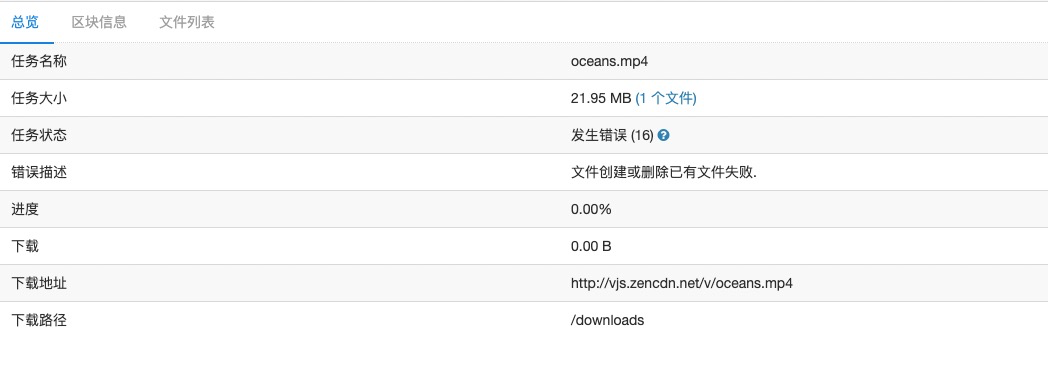 总览 区块信息 文件列表
任务名称 oceans.mp4
任务大小 21.95 MB (1 个文件)
任务状态 发生错误 (16)
错误描述 文件创建或删除已有文件失败.
进度 0.00%
下载 0.00 B
下载地址 http://vjs.zencdn.net/v/oceans.mp4
下载路径 /downloads